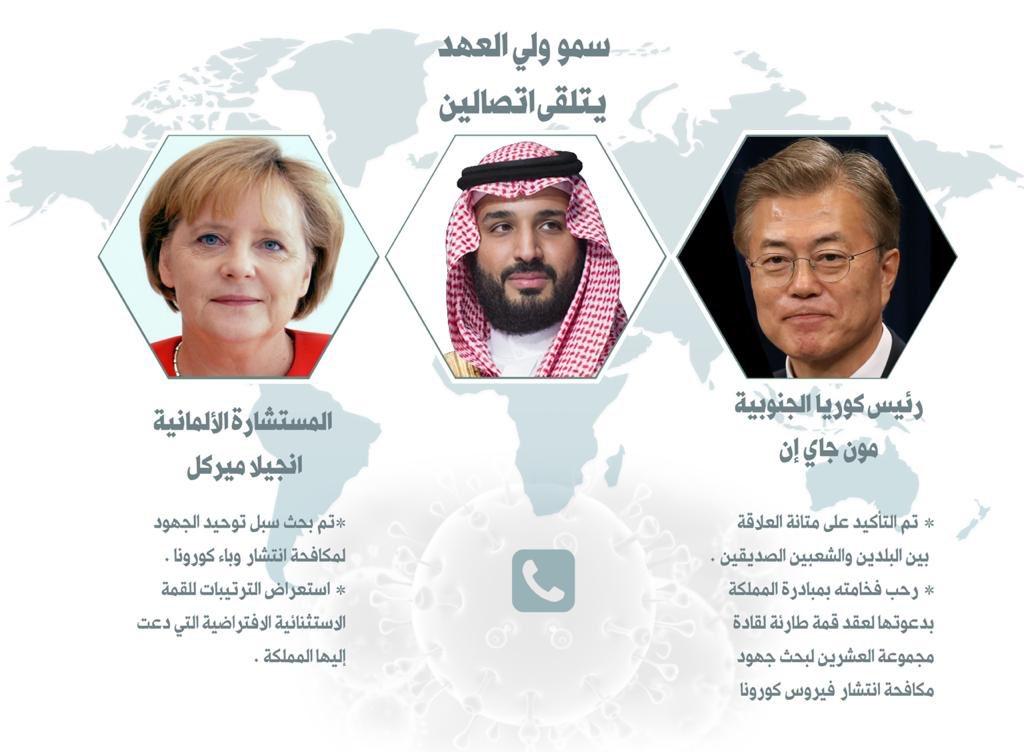 سمو ولي العهد
يتلقى اتصالين
رئيس كوريا الجنوبية
مون جاي إن
* تم التأكيد على متانة العلاقة
بين البلدين والشعبين الصديقين .
* رحب فخامته بمبادرة المملكة
بدعوتها لعقد قمة طارئة لقادة
مجموعة العشرين لبحث جهود
مكافحة انتشار فيروس كورونا
المستشارة الألمانية
انجيلا ميركل
*تم بحث سبل توحيد الجهود
لمكافحة انتشار وباء كورونا .
* استعراض الترتيبات للقمة
الاستثنائية الافتراضية التي دعت
إليها المملكة .